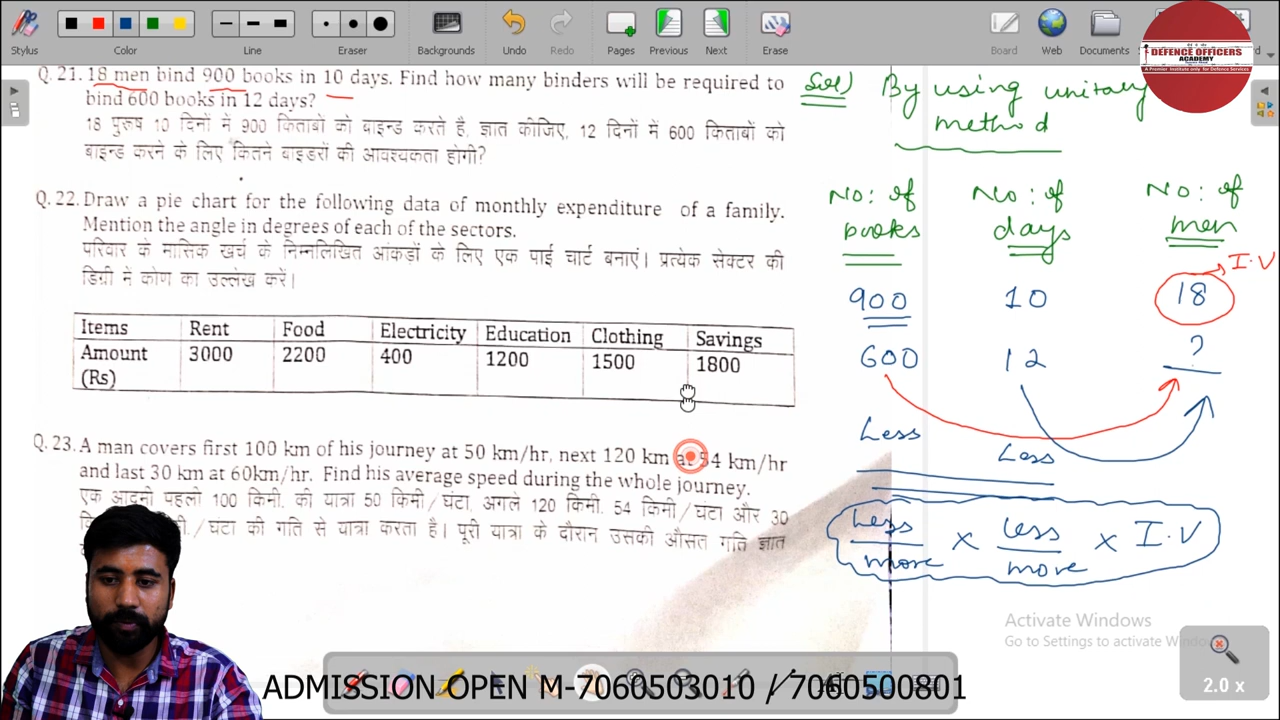 Stylus
Color
Line
Eraser
Backgrounds
Undo
Redo
Pages
Previous
Next
Erase
Board
Web
Documents
DEFENCE OFFICERS
ACADEMY
A Premier Institute only for Defence Services
Q. 21. 18 men bind 900 books in 10 days. Find how many binders will be required to
bind 600 books in 12 days?
18 पुरूष 10 दिनों में 900 किताबों को बाइन्ड करते है, ज्ञात कीजिए, 12 दिनों में 600 किताबों को
बाइन्ड करने के लिए कितने बाइडरों की आवश्यकता होगी?
Q. 22. Draw a pie chart for the following data of monthly expenditure of a family.
Mention the angle in degrees of each of the sectors.
परिवार के मासिक खर्च के निम्नलिखित आंकड़ों के लिए एक पाई चार्ट बनाएं। प्रत्येक सेक्टर की
डिग्री में कोण का उल्लेख करें।
Items Rent Food Electricity Education Clothing Savings
Amount 3000 2200 400 1200 1500 1800
(Rs)
Q. 23. A man covers first 100 km of his journey at 50 km/hr, next 120 km at 54 km/hr
and last 30 km at 60km/hr. Find his average speed during the whole journey.
एक आदमी पहली 100 किमी. की यात्रा 50 किमी/घंटा, अगले 120 किमी. 54 किमी/घंटा और 30
/घंटा की गति से यात्रा करता है। पूरी यात्रा के दौरान उसकी औसत गति ज्ञात
Sol) By using unitary
method
No: of No: of No: of
books days men
I.V
900 10 18
600 12 ?
Less Less
Less less
more × more × I.V
Activate Windows
Go to Settings to activate Windows
2.0 x
ADMISSION OPEN M-7060503010 / 7060500801